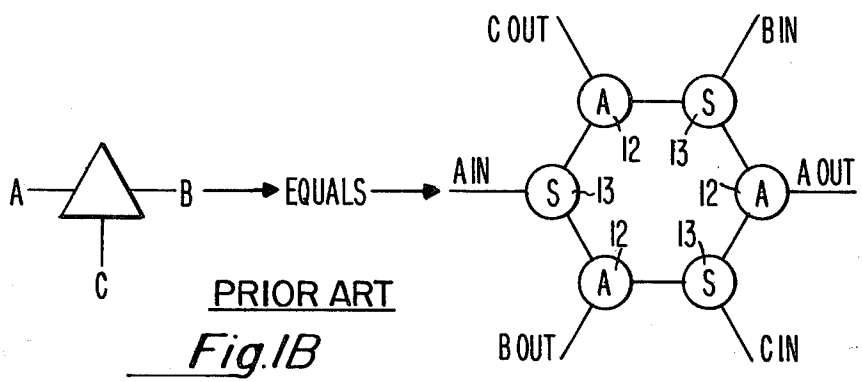 C OUT
B IN
A
S
12
13
A
B
EQUALS
A IN
S
13
12
A
A OUT
C
12
13
A
S
B OUT
C IN
PRIOR ART
Fig. 1B